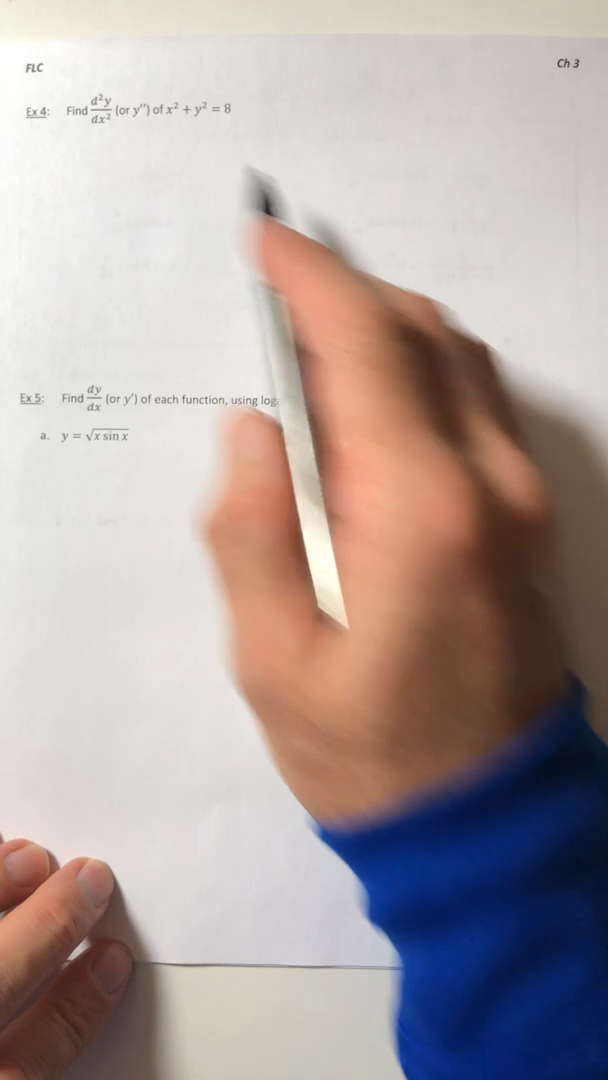 FLC
Ch 3
Ex 4: Find d²y/dx² (or y″) of x² + y² = 8
Ex 5: Find dy/dx (or y′) of each function, using
a. y = √(x sin x)